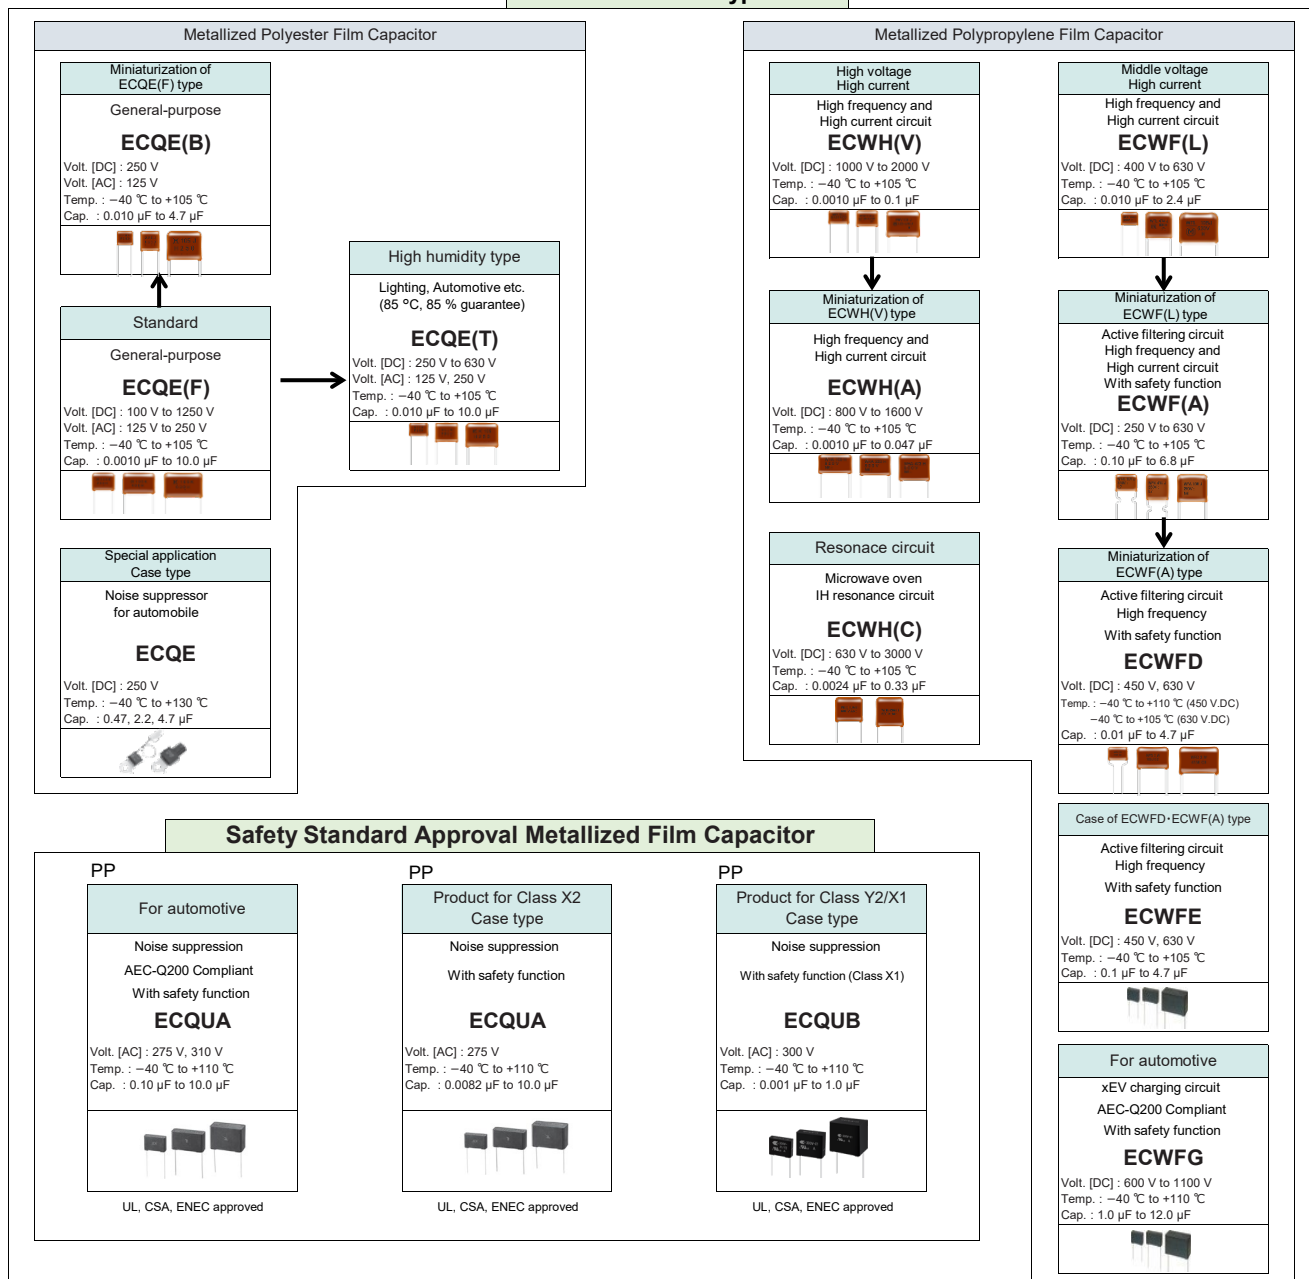 Metallized Polyester Film Capacitor
Miniaturization of
ECQE(F) type
General-purpose
ECQE(B)
Volt. [DC] : 250 V
Volt. [AC] : 125 V
Temp. : −40 ℃ to +105 ℃
Cap. : 0.010 µF to 4.7 µF
Standard
General-purpose
ECQE(F)
Volt. [DC] : 100 V to 1250 V
Volt. [AC] : 125 V to 250 V
Temp. : −40 ℃ to +105 ℃
Cap. : 0.0010 µF to 10.0 µF
High humidity type
Lighting, Automotive etc.
(85 °C, 85 % guarantee)
ECQE(T)
Volt. [DC] : 250 V to 630 V
Volt. [AC] : 125 V, 250 V
Temp. : −40 ℃ to +105 ℃
Cap. : 0.010 µF to 10.0 µF
Special application
Case type
Noise suppressor
for automobile
ECQE
Volt. [DC] : 250 V
Temp. : −40 ℃ to +130 ℃
Cap. : 0.47, 2.2, 4.7 µF
Metallized Polypropylene Film Capacitor
High voltage
High current
High frequency and
High current circuit
ECWH(V)
Volt. [DC] : 1000 V to 2000 V
Temp. : −40 ℃ to +105 ℃
Cap. : 0.0010 µF to 0.1 µF
Miniaturization of
ECWH(V) type
High frequency and
High current circuit
ECWH(A)
Volt. [DC] : 800 V to 1600 V
Temp. : −40 ℃ to +105 ℃
Cap. : 0.0010 µF to 0.047 µF
Resonace circuit
Microwave oven
IH resonance circuit
ECWH(C)
Volt. [DC] : 630 V to 3000 V
Temp. : −40 ℃ to +105 ℃
Cap. : 0.0024 µF to 0.33 µF
Middle voltage
High current
High frequency and
High current circuit
ECWF(L)
Volt. [DC] : 400 V to 630 V
Temp. : −40 ℃ to +105 ℃
Cap. : 0.010 µF to 2.4 µF
Miniaturization of
ECWF(L) type
Active filtering circuit
High frequency and
High current circuit
With safety function
ECWF(A)
Volt. [DC] : 250 V to 630 V
Temp. : −40 ℃ to +105 ℃
Cap. : 0.10 µF to 6.8 µF
Miniaturization of
ECWF(A) type
Active filtering circuit
High frequency
With safety function
ECWFD
Volt. [DC] : 450 V, 630 V
Temp. : −40 ℃ to +110 ℃ (450 V.DC)
−40 ℃ to +105 ℃ (630 V.DC)
Cap. : 0.01 µF to 4.7 µF
Case of ECWFD･ECWF(A) type
Active filtering circuit
High frequency
With safety function
ECWFE
Volt. [DC] : 450 V, 630 V
Temp. : −40 ℃ to +105 ℃
Cap. : 0.1 µF to 4.7 µF
For automotive
xEV charging circuit
AEC-Q200 Compliant
With safety function
ECWFG
Volt. [DC] : 600 V to 1100 V
Temp. : −40 ℃ to +110 ℃
Cap. : 1.0 µF to 12.0 µF
Safety Standard Approval Metallized Film Capacitor
PP
For automotive
Noise suppression
AEC-Q200 Compliant
With safety function
ECQUA
Volt. [AC] : 275 V, 310 V
Temp. : −40 ℃ to +110 ℃
Cap. : 0.10 µF to 10.0 µF
UL, CSA, ENEC approved
PP
Product for Class X2
Case type
Noise suppression
With safety function
ECQUA
Volt. [AC] : 275 V
Temp. : −40 ℃ to +110 ℃
Cap. : 0.0082 µF to 10.0 µF
UL, CSA, ENEC approved
PP
Product for Class Y2/X1
Case type
Noise suppression
With safety function (Class X1)
ECQUB
Volt. [AC] : 300 V
Temp. : −40 ℃ to +110 ℃
Cap. : 0.001 µF to 1.0 µF
UL, CSA, ENEC approved